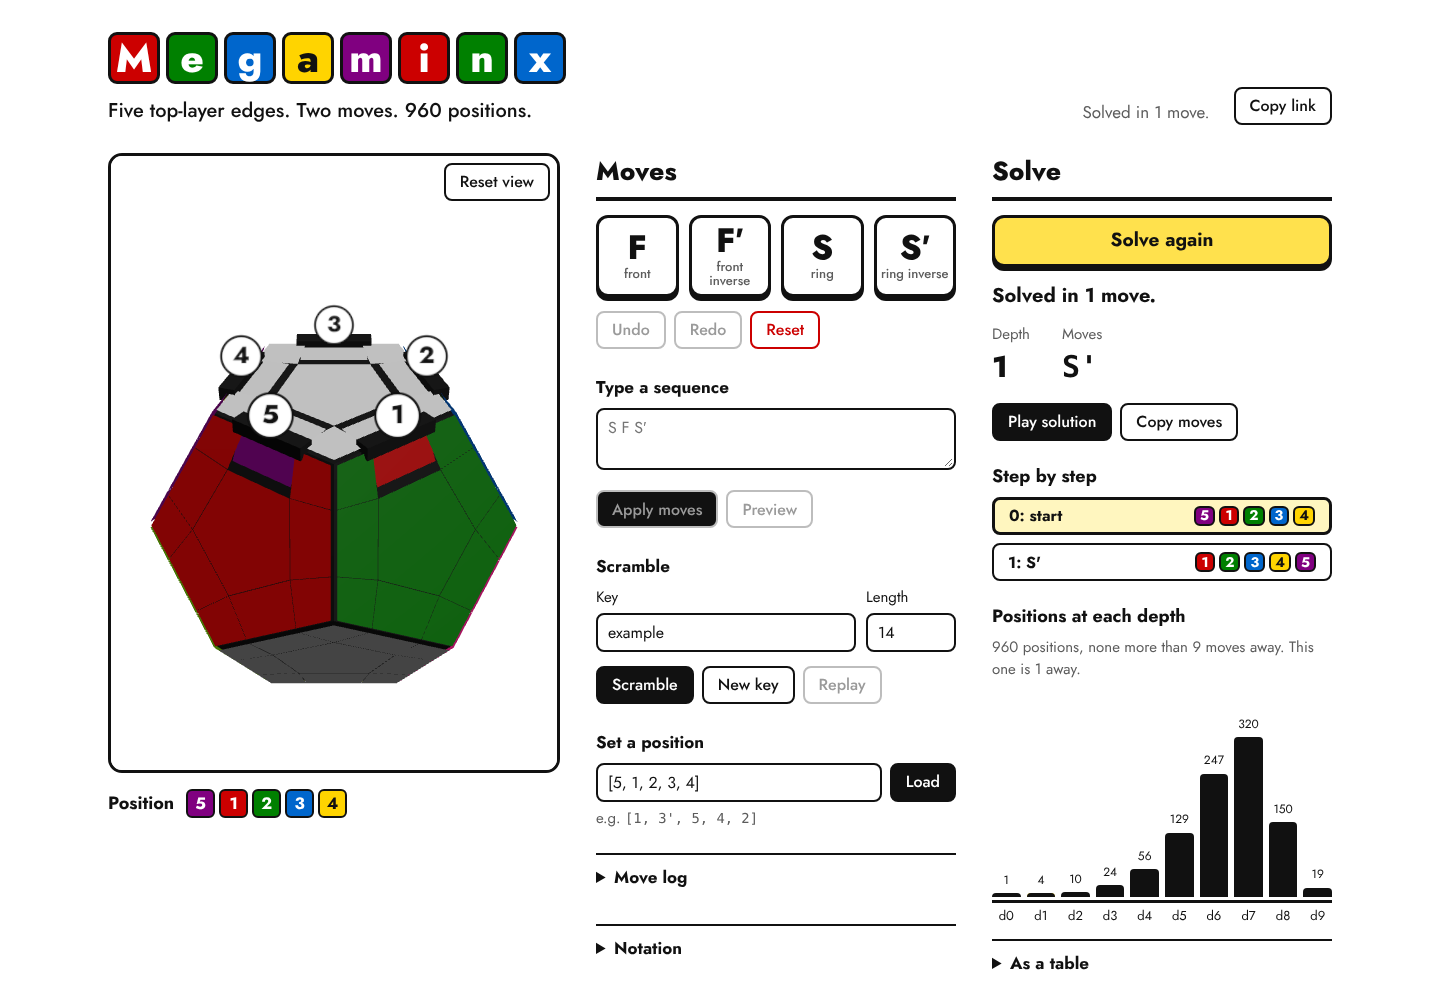 Megaminx
Five top-layer edges. Two moves. 960 positions.
Solved in 1 move.
Copy link
Reset view
3
4
2
5
1
Position 5 1 2 3 4
Moves
F
front
F′
front
inverse
S
ring
S′
ring inverse
Undo
Redo
Reset
Type a sequence
S F S′
Apply moves
Preview
Scramble
Key
Length
example
14
Scramble
New key
Replay
Set a position
[5, 1, 2, 3, 4]
Load
e.g. [1, 3', 5, 4, 2]
Move log
Notation
Solve
Solve again
Solved in 1 move.
Depth
Moves
1
S'
Play solution
Copy moves
Step by step
0: start 5 1 2 3 4
1: S' 1 2 3 4 5
Positions at each depth
960 positions, none more than 9 moves away. This
one is 1 away.
1 4 10 24 56 129 247 320 150 19
d0 d1 d2 d3 d4 d5 d6 d7 d8 d9
As a table